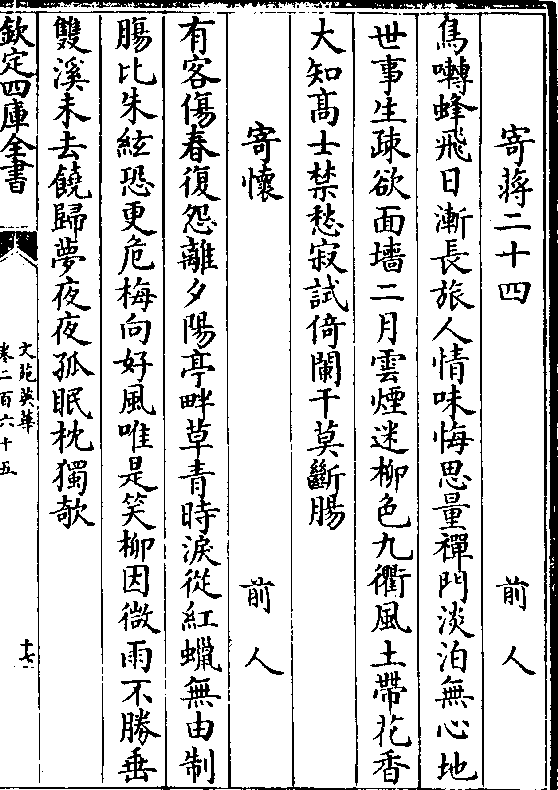 寄蔣二十四 前人
鳥囀蜂飛日漸長旅人情味悔思量禪門淡泊無心地
世事生疎欲面墻二月雲煙迷柳色九衢風土帶花香
大知高士禁愁寂試倚闌干莫斷腸
寄懷 前人
有客傷春復怨離夕陽亭畔草青時淚從紅蠟無由制
腸比朱絃恐更危梅向好風唯是笑柳因微雨不勝垂
雙溪未去饒歸夢夜夜孤眠枕獨欹
欽定四庫全書
文苑英華
卷二百六十五
十七